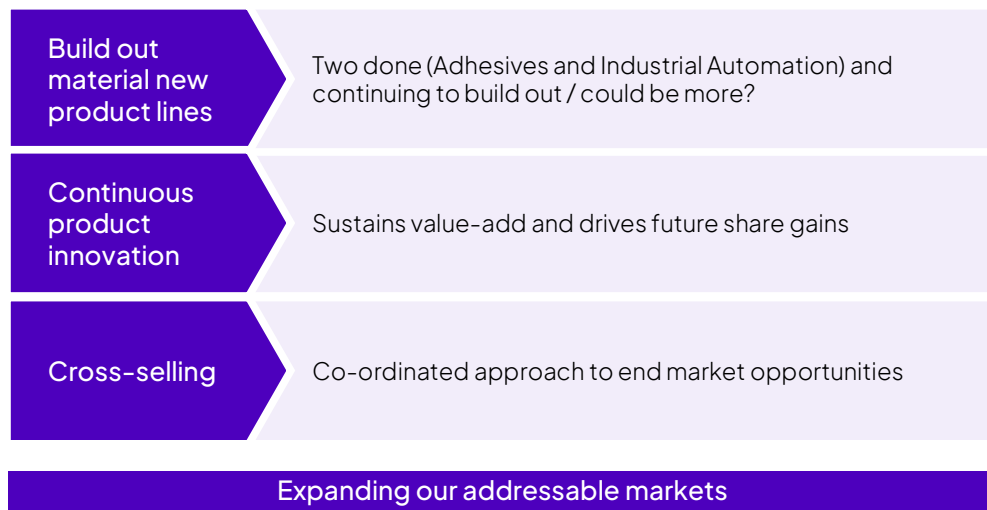 Build out
material new
product lines
Two done (Adhesives and Industrial Automation) and
continuing to build out / could be more?
Continuous
product
innovation
Sustains value-add and drives future share gains
Cross-selling
Co-ordinated approach to end market opportunities
Expanding our addressable markets